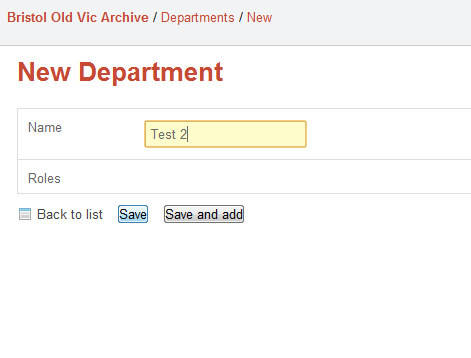 Bristol Old Vic Archive / Departments / New
New Department
Name
Test 2
Roles
Back to list Save Save and add